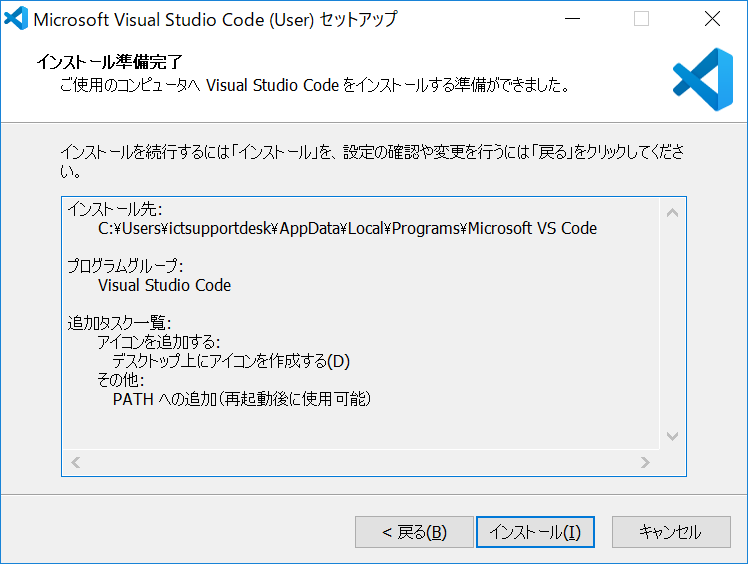 Microsoft Visual Studio Code (User) セットアップ
インストール準備完了
ご使用のコンピュータへ Visual Studio Code をインストールする準備ができました。
インストールを続行するには「インストール」を、設定の確認や変更を行うには「戻る」をクリックしてくださ
い。
インストール先:
C:¥Users¥ictsupportdesk¥AppData¥Local¥Programs¥Microsoft VS Code
プログラムグループ:
Visual Studio Code
追加タスク一覧:
アイコンを追加する:
デスクトップ上にアイコンを作成する(D)
その他:
PATH への追加（再起動後に使用可能）
< 戻る(B)
インストール(I)
キャンセル